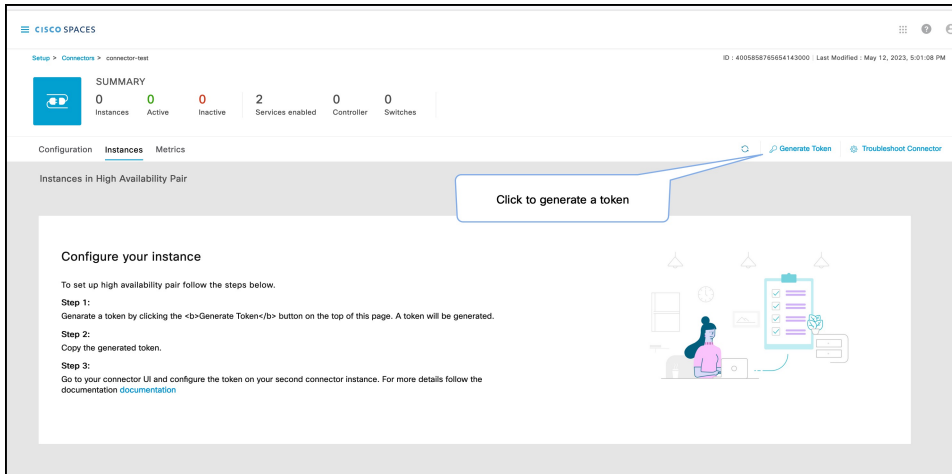 CISCO SPACES
Setup > Connectors > connector-test
ID : 4005858765654143000 | Last Modified : May 12, 2023, 5:01:08 PM
SUMMARY
0 0 0 2 0 0
Instances Active Inactive Services enabled Controller Switches
Configuration Instances Metrics
Generate Token Troubleshoot Connector
Instances in High Availability Pair
Click to generate a token
Configure your instance
To set up high availability pair follow the steps below.
Step 1:
Genarate a token by clicking the <b>Generate Token</b> button on the top of this page. A token will be generated.
Step 2:
Copy the generated token.
Step 3:
Go to your connector UI and configure the token on your second connector instance. For more details follow the
documentation documentation